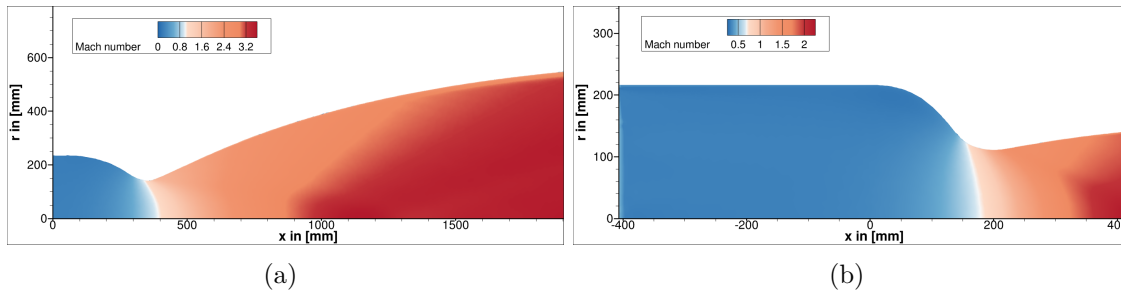 Mach number 0 0.8 1.6 2.4 3.2
600
400
200
0
r in [mm]
0 500 1000 1500
x in [mm]
(a)
Mach number 0.5 1 1.5 2
300
200
100
0
r in [mm]
-400 -200 0 200 400
x in [mm]
(b)